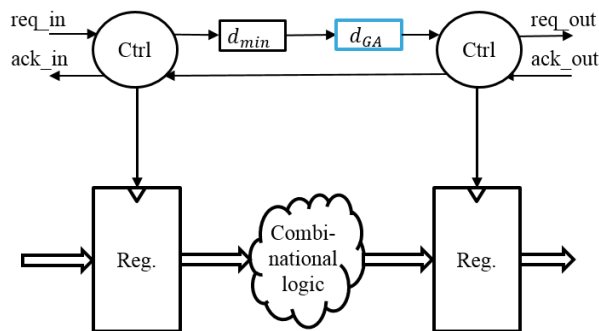 req_in
Ctrl
d_min
d_GA
Ctrl
req_out
ack_in
ack_out
Reg.
Combi-
national
logic
Reg.